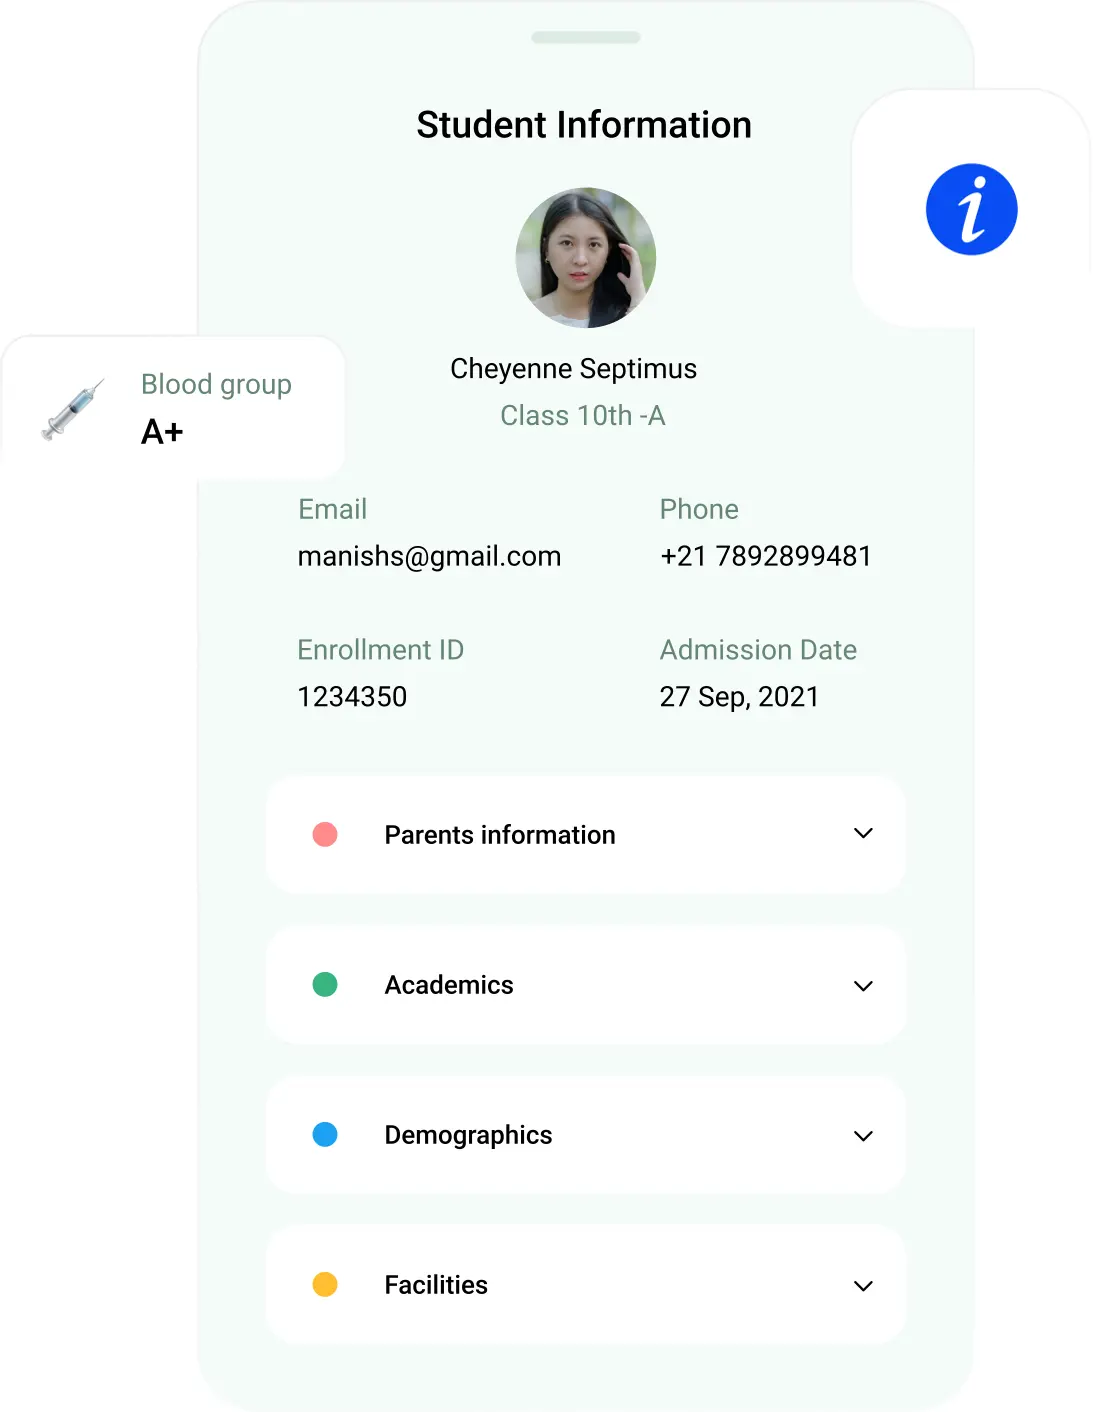 Student Information
i
Cheyenne Septimus
Class 10th -A
Blood group
A+
Email
manishs@gmail.com
Phone
+21 7892899481
Enrollment ID
1234350
Admission Date
27 Sep, 2021
Parents information
Academics
Demographics
Facilities